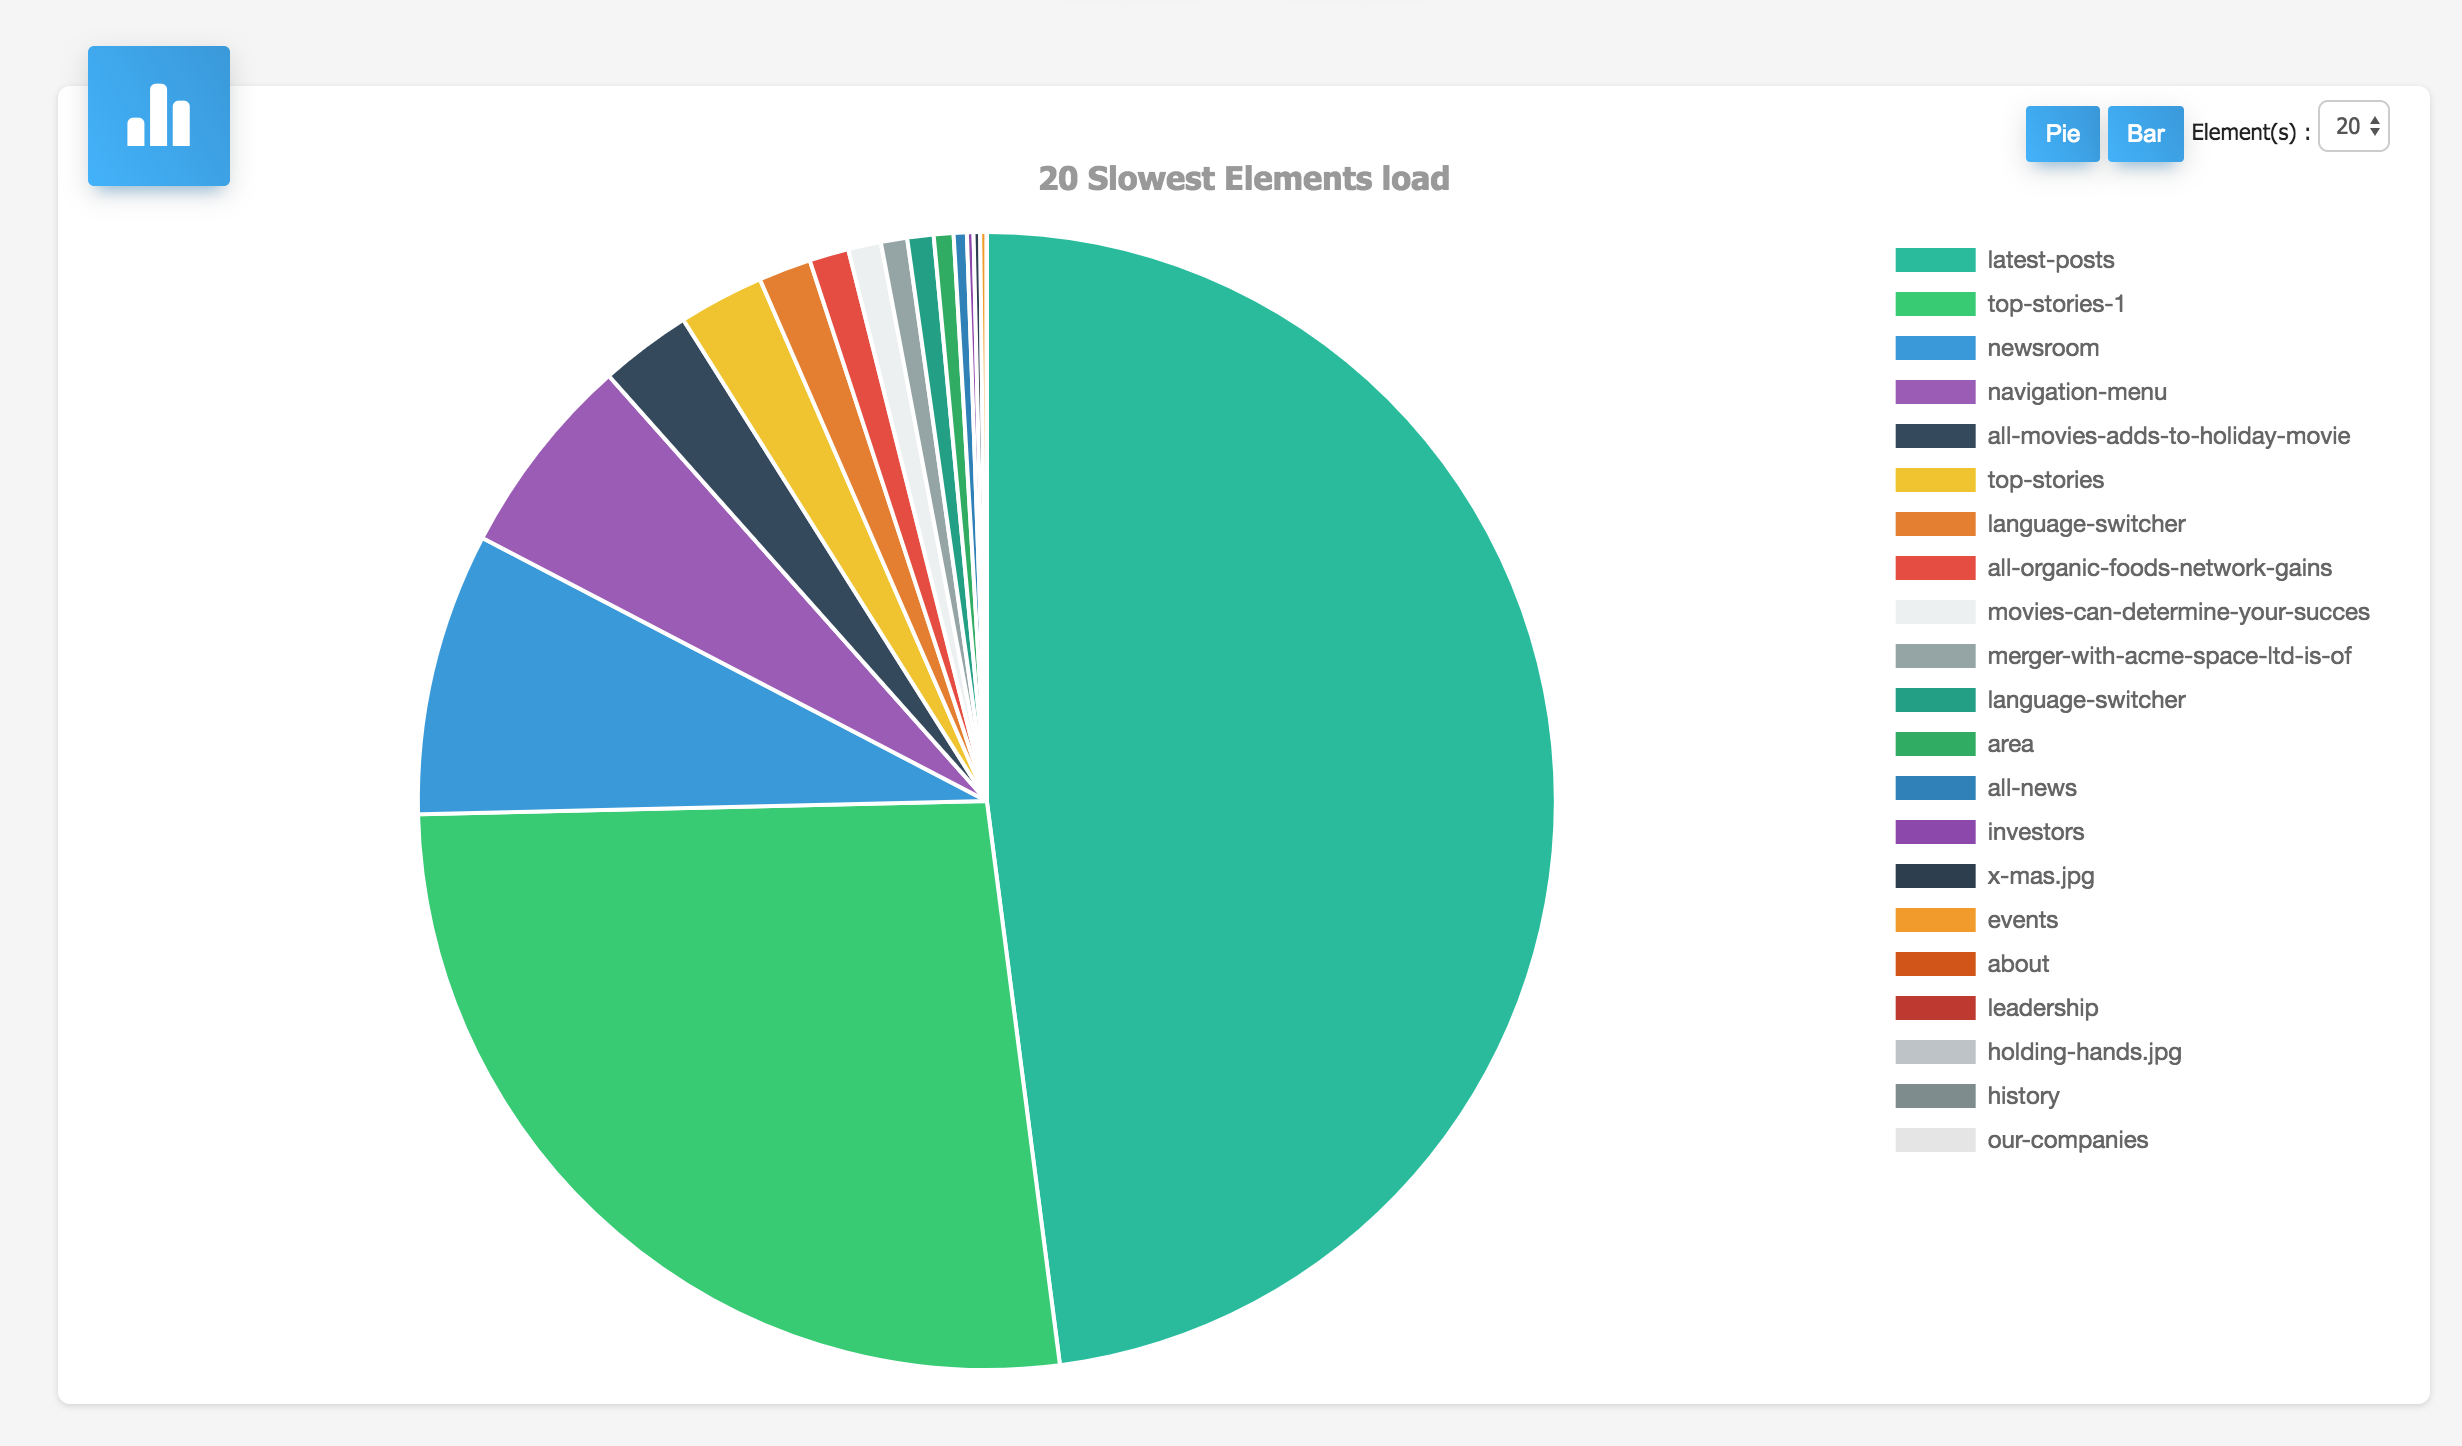 Pie
Bar
Element(s) :
20
20 Slowest Elements load
latest-posts
top-stories-1
newsroom
navigation-menu
all-movies-adds-to-holiday-movie
top-stories
language-switcher
all-organic-foods-network-gains
movies-can-determine-your-succes
merger-with-acme-space-ltd-is-of
language-switcher
area
all-news
investors
x-mas.jpg
events
about
leadership
holding-hands.jpg
history
our-companies